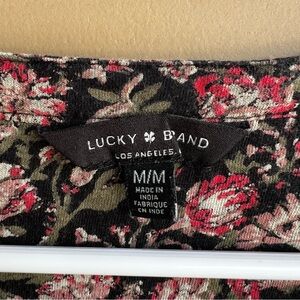 LUCKY BRAND
LOS ANGELES.
M/M
MADE IN
INDIA
FABRIQUE
EN INDE